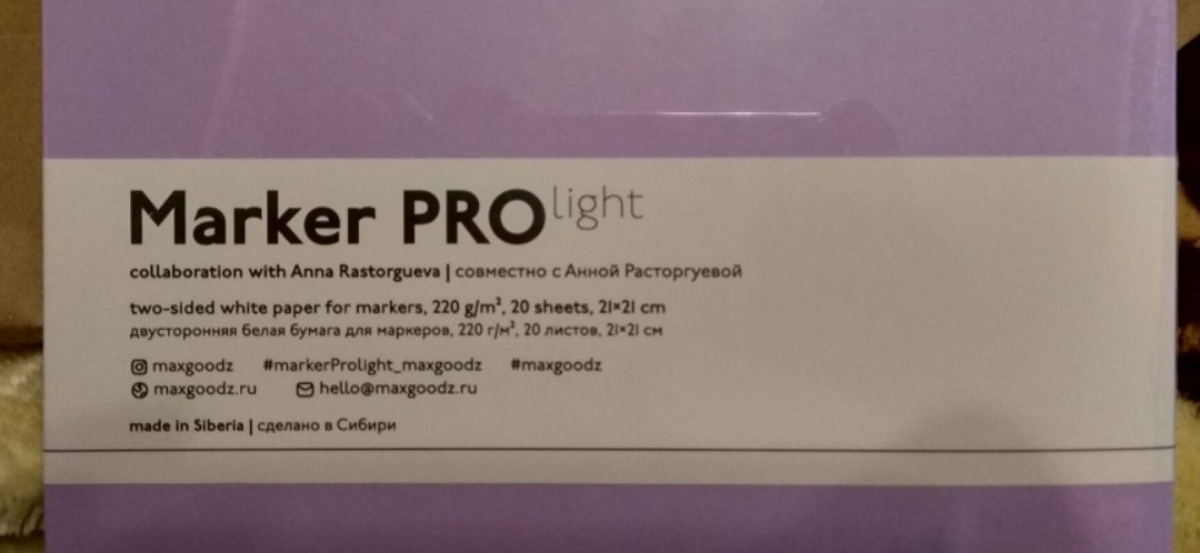 Marker PRO light
collaboration with Anna Rastorgueva | совместно с Анной Расторгуевой
two-sided white paper for markers, 220 g/m², 20 sheets, 21×21 cm
двусторонняя белая бумага для маркеров, 220 г/м², 20 листов, 21×21 см
maxgoodz #markerProlight_maxgoodz #maxgoodz
maxgoodz.ru hello@maxgoodz.ru
made in Siberia | сделано в Сибири